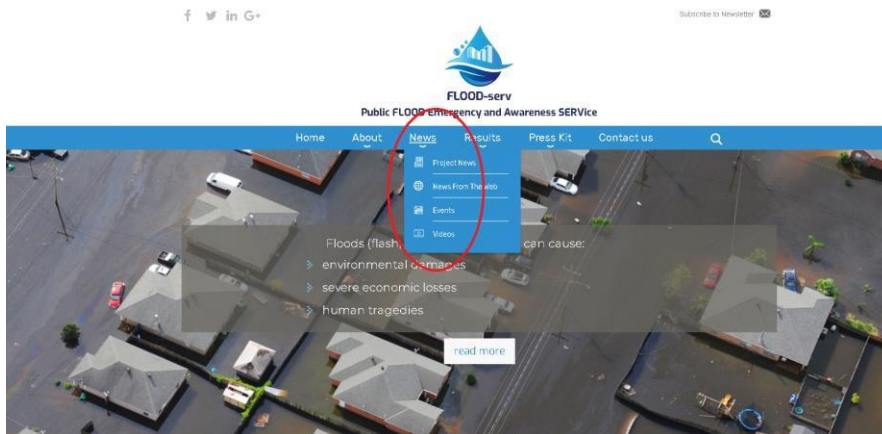 f in G+
Subscribe to Newsletter
FLOOD-serv
Public FLOOD Emergency and Awareness SERVice
Home About News Results Press Kit Contact us
Project News
News From The Web
Events
Videos
Floods (flash, can cause:
environmental damages
severe economic losses
human tragedies
read more